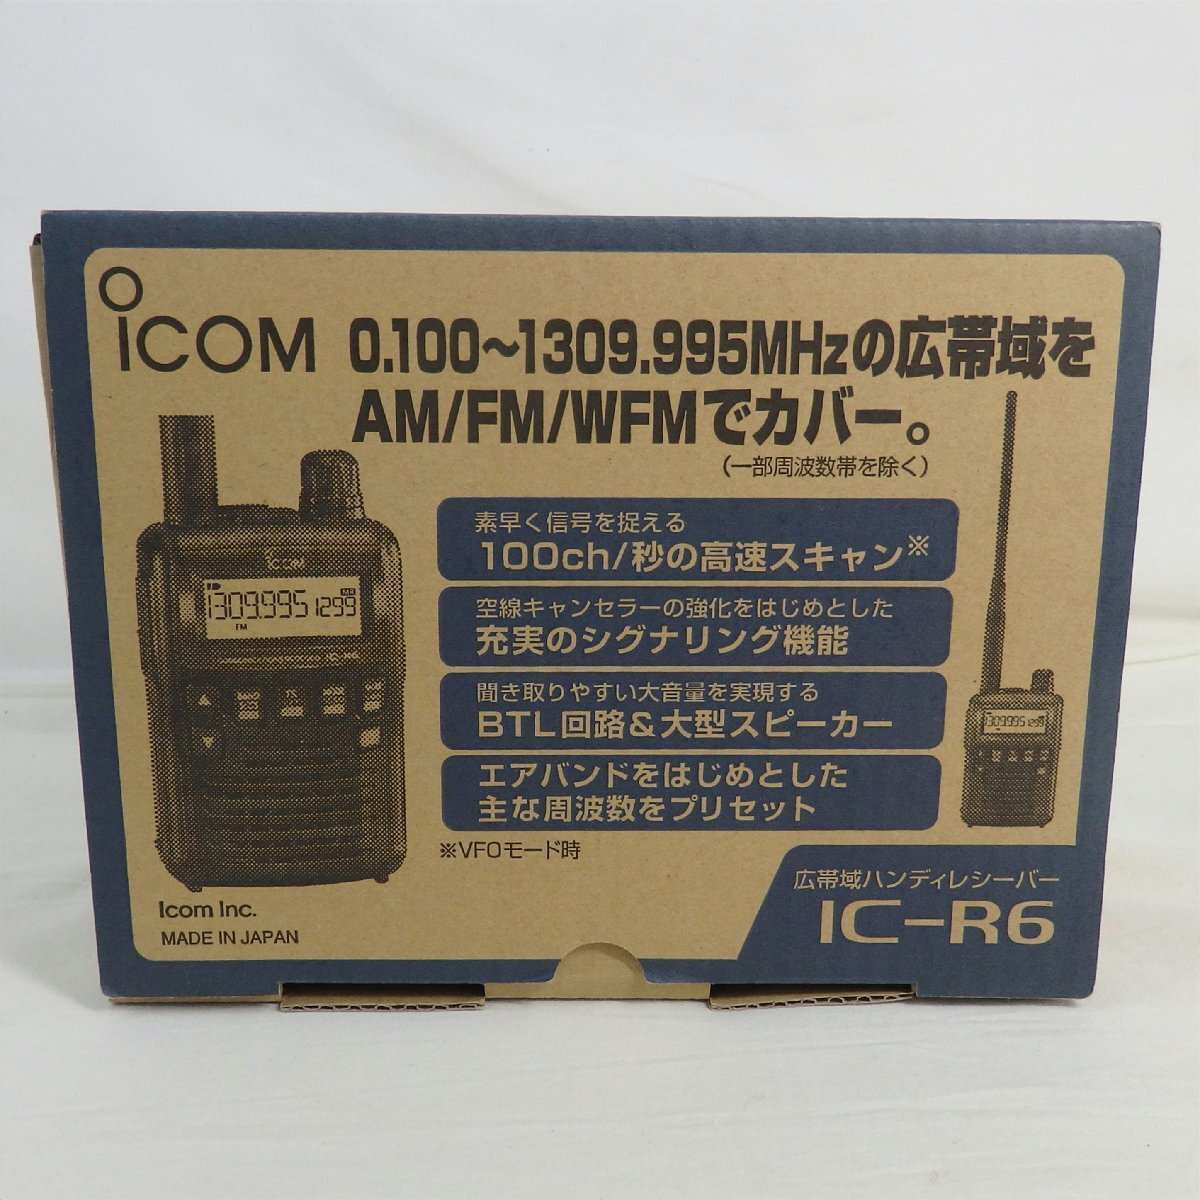 iCOM
0.100～1309.995MHzの広帯域を
AM/FM/WFMでカバー。
（一部周波数帯を除く）
素早く信号を捉える
100ch/秒の高速スキャン※
空線キャンセラーの強化をはじめとした
充実のシグナリング機能
聞き取りやすい大音量を実現する
BTL回路&大型スピーカー
エアバンドをはじめとした
主な周波数をプリセット
※VFOモード時
iCOM
1309.995 1299
FM
1309.995 1299
Icom Inc.
MADE IN JAPAN
広帯域ハンディレシーバー
IC-R6